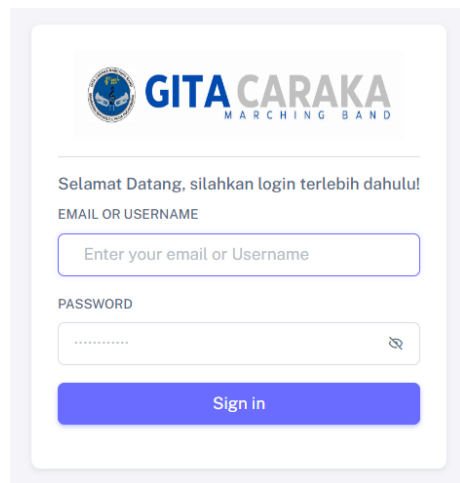 GITA CARAKA
MARCHING BAND
Selamat Datang, silahkan login terlebih dahulu!
EMAIL OR USERNAME
Enter your email or Username
PASSWORD
············
Sign in